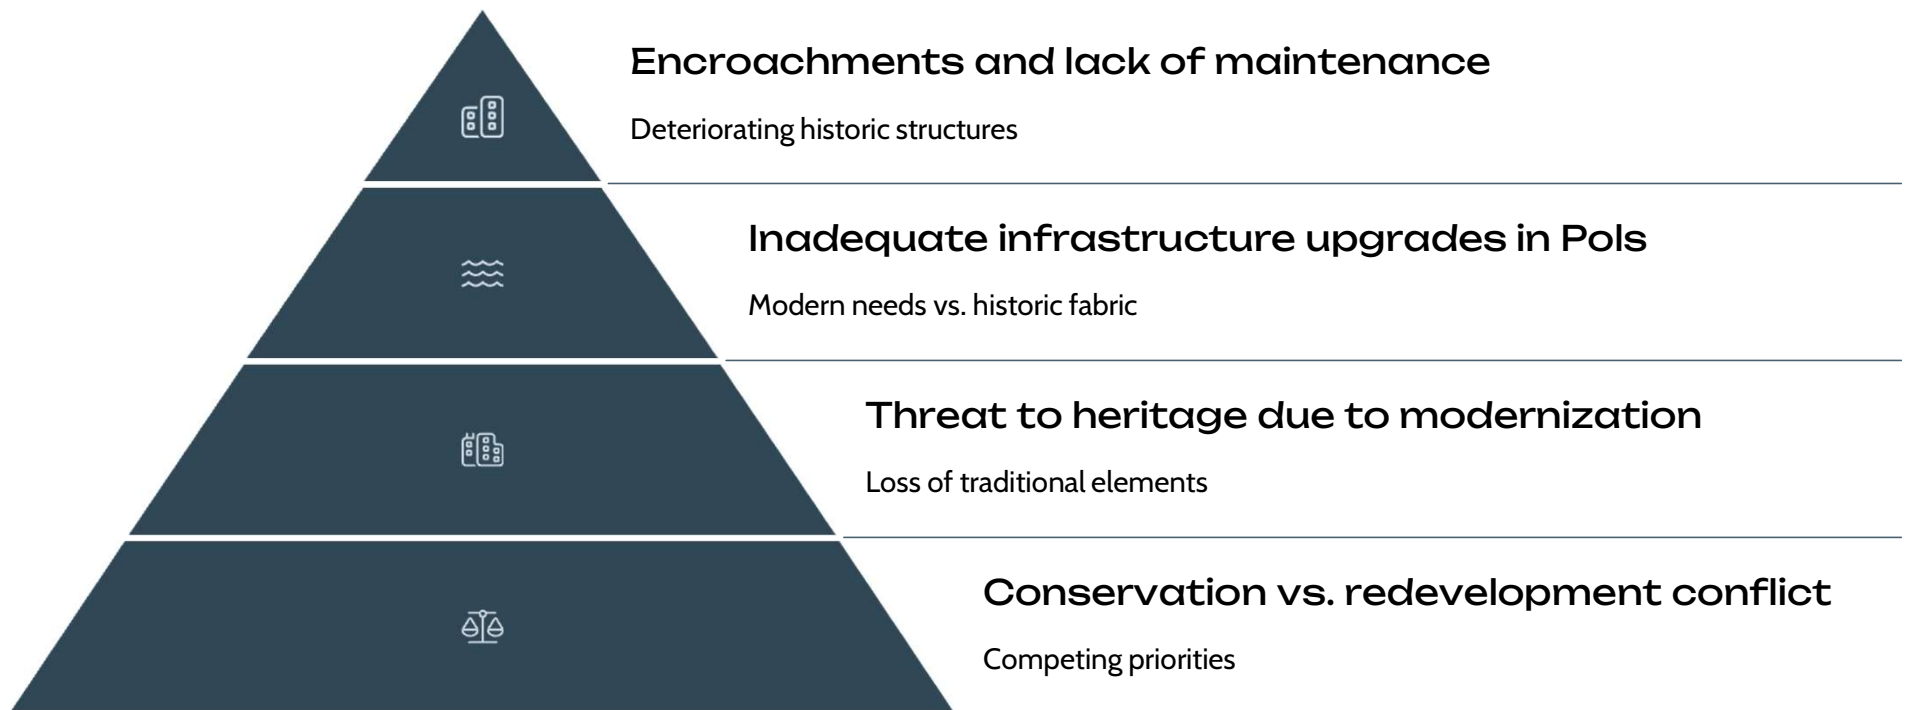 Encroachments and lack of maintenance
Deteriorating historic structures
Inadequate infrastructure upgrades in Pols
Modern needs vs. historic fabric
Threat to heritage due to modernization
Loss of traditional elements
Conservation vs. redevelopment conflict
Competing priorities